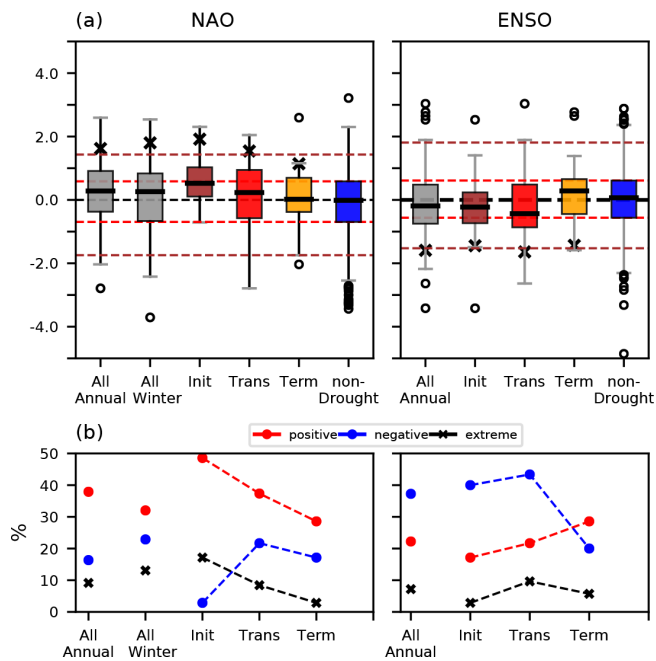 (a) NAO ENSO
4.0
2.0
0.0
-2.0
-4.0
All Annual All Winter Init Trans Term non-Drought All Annual Init Trans Term non-Drought
(b)
positive negative extreme
50
40
30
20
10
0
%
All Annual All Winter Init Trans Term All Annual Init Trans Term